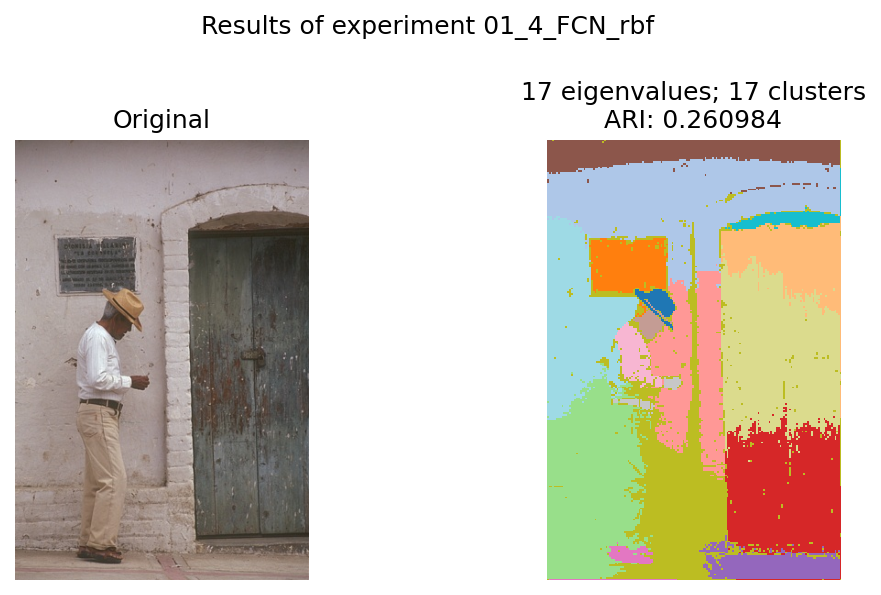 Results of experiment 01_4_FCN_rbf
Original
17 eigenvalues; 17 clusters
ARI: 0.260984